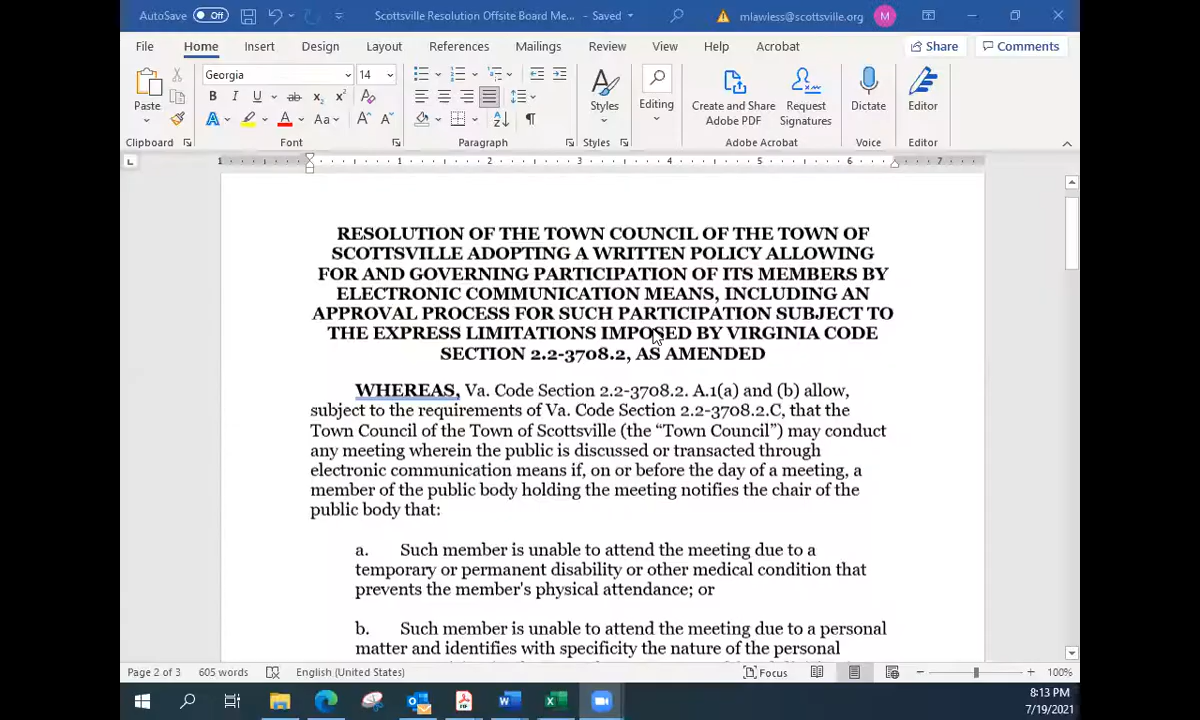 AutoSave Off Scottsville Resolution Offsite Board Me... - Saved mlawless@scottsville.org M
File Home Insert Design Layout References Mailings Review View Help Acrobat Share Comments
Georgia 14
Paste
B I U ab x₂ x²
A A Aa A A
Styles
Editing
Create and Share Adobe PDF
Request Signatures
Dictate
Editor
Clipboard Font Paragraph Styles Adobe Acrobat Voice Editor
1 1 2 3 4 5 6 7
RESOLUTION OF THE TOWN COUNCIL OF THE TOWN OF
SCOTTSVILLE ADOPTING A WRITTEN POLICY ALLOWING
FOR AND GOVERNING PARTICIPATION OF ITS MEMBERS BY
ELECTRONIC COMMUNICATION MEANS, INCLUDING AN
APPROVAL PROCESS FOR SUCH PARTICIPATION SUBJECT TO
THE EXPRESS LIMITATIONS IMPOSED BY VIRGINIA CODE
SECTION 2.2-3708.2, AS AMENDED
WHEREAS, Va. Code Section 2.2-3708.2. A.1(a) and (b) allow,
subject to the requirements of Va. Code Section 2.2-3708.2.C, that the
Town Council of the Town of Scottsville (the “Town Council”) may conduct
any meeting wherein the public is discussed or transacted through
electronic communication means if, on or before the day of a meeting, a
member of the public body holding the meeting notifies the chair of the
public body that:
a. Such member is unable to attend the meeting due to a
temporary or permanent disability or other medical condition that
prevents the member's physical attendance; or
b. Such member is unable to attend the meeting due to a personal
matter and identifies with specificity the nature of the personal
Page 2 of 3 605 words English (United States) Focus 100%
8:13 PM
7/19/2021